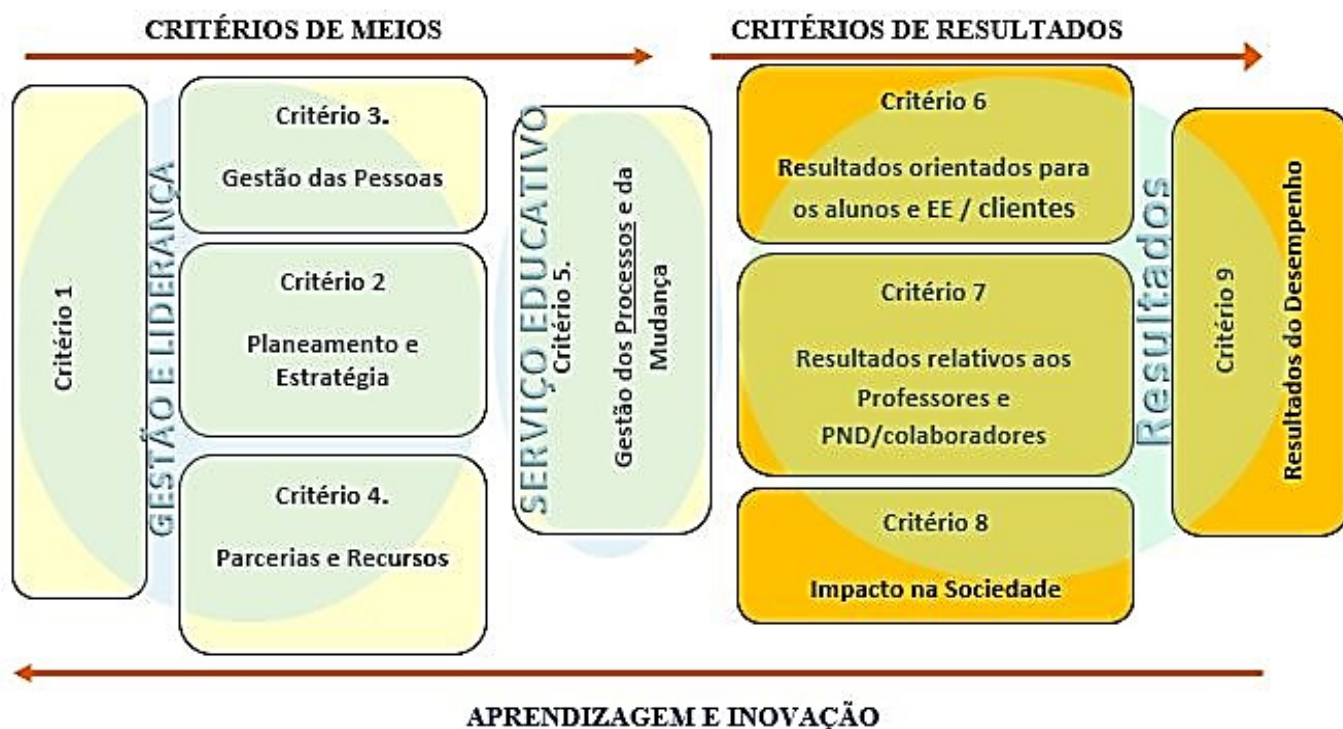 CRITÉRIOS DE MEIOS
CRITÉRIOS DE RESULTADOS
Critério 1
GESTÃO E LIDERANÇA
Critério 3.
Gestão das Pessoas
Critério 2
Planeamento e
Estratégia
Critério 4.
Parcerias e Recursos
SERVIÇO EDUCATIVO
Critério 5.
Gestão dos Processos e da
Mudança
Critério 6
Resultados orientados para
os alunos e EE / clientes
Critério 7
Resultados relativos aos
Professores e
PND/colaboradores
Critério 8
Impacto na Sociedade
Resultados
Critério 9
Resultados do Desempenho
APRENDIZAGEM E INOVAÇÃO